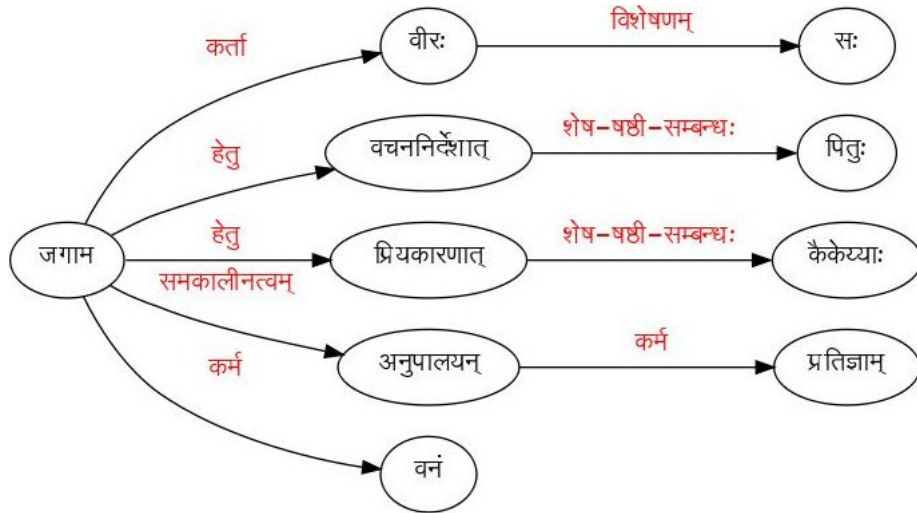 कर्ता
वीरः
विशेषणम्
सः
हेतु
वचननिर्देशात्
शेष-षष्ठी-सम्बन्धः
पितुः
जगाम
हेतु
प्रियकारणात्
शेष-षष्ठी-सम्बन्धः
कैकेय्याः
समकालीनत्वम्
अनुपालयन्
कर्म
प्रतिज्ञाम्
कर्म
वनं